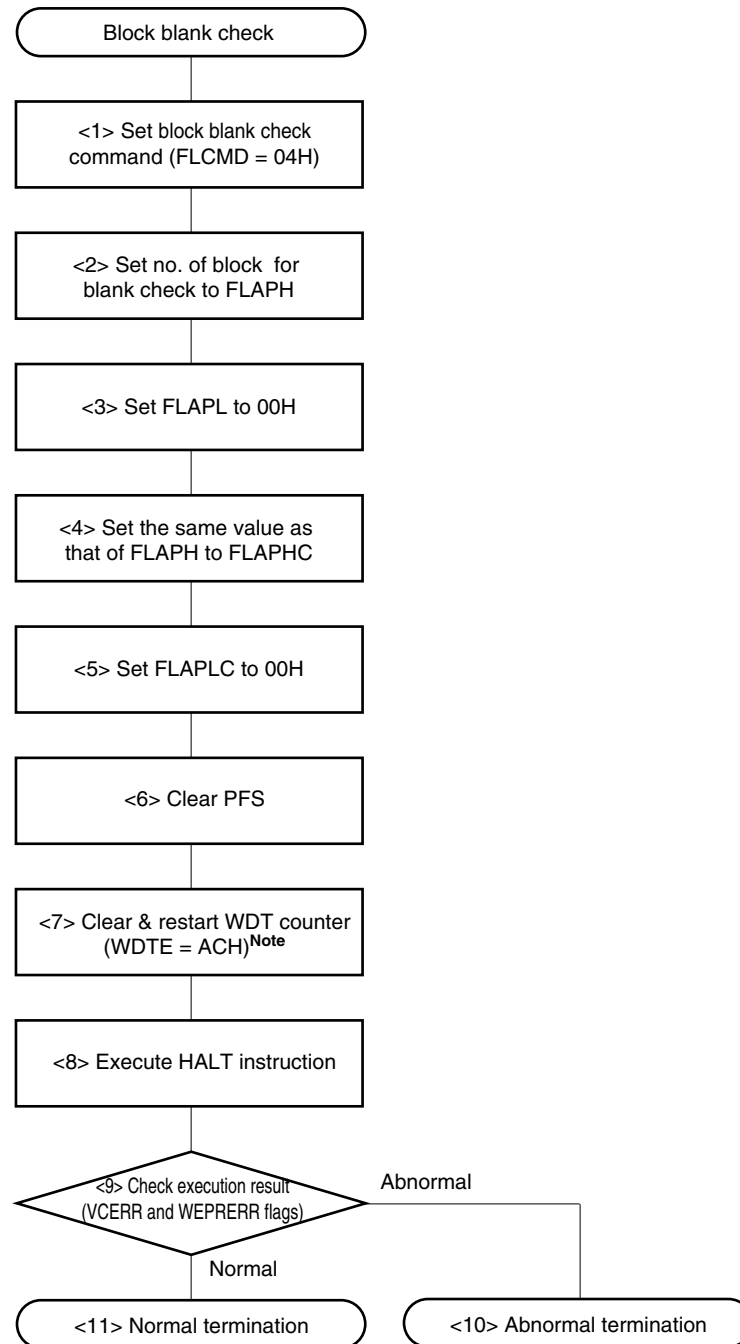 Block blank check
<1> Set block blank check
command (FLCMD = 04H)
<2> Set no. of block for
blank check to FLAPH
<3> Set FLAPL to 00H
<4> Set the same value as
that of FLAPH to FLAPHC
<5> Set FLAPLC to 00H
<6> Clear PFS
<7> Clear & restart WDT counter
(WDTE = ACH)Note
<8> Execute HALT instruction
<9> Check execution result
(VCERR and WEPRERR flags)
Abnormal
Normal
<11> Normal termination
<10> Abnormal termination